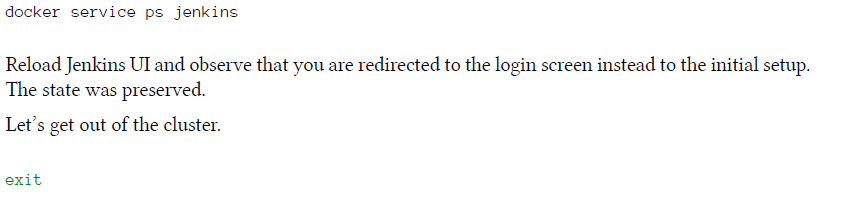 docker service ps jenkins
Reload Jenkins UI and observe that you are redirected to the login screen instead to the initial setup.
The state was preserved.
Let’s get out of the cluster.
exit